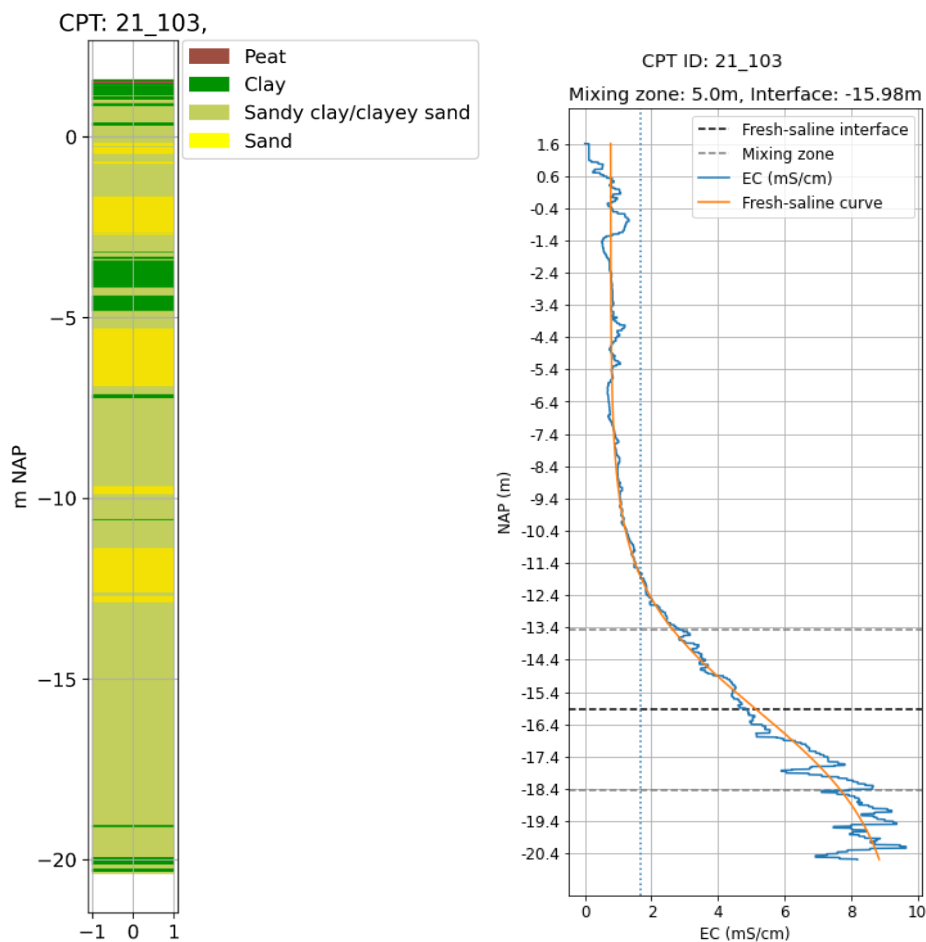 CPT: 21_103,
Peat
Clay
Sandy clay/clayey sand
Sand
0
−5
−10
−15
−20
m NAP
−1 0 1
CPT ID: 21_103
Mixing zone: 5.0m, Interface: -15.98m
Fresh-saline interface
Mixing zone
EC (mS/cm)
Fresh-saline curve
1.6
0.6
-0.4
-1.4
-2.4
-3.4
-4.4
-5.4
-6.4
-7.4
-8.4
-9.4
-10.4
-11.4
-12.4
-13.4
-14.4
-15.4
-16.4
-17.4
-18.4
-19.4
-20.4
NAP (m)
0 2 4 6 8 10
EC (mS/cm)